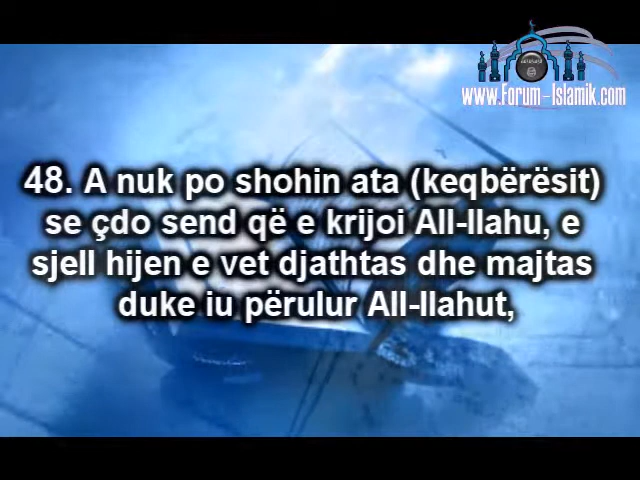 www.Forum-Islamik.com
48. A nuk po shohin ata (keqbërësit)
se çdo send që e krijoi All-llahu, e
sjell hijen e vet djathtas dhe majtas
duke iu përulur All-llahut,